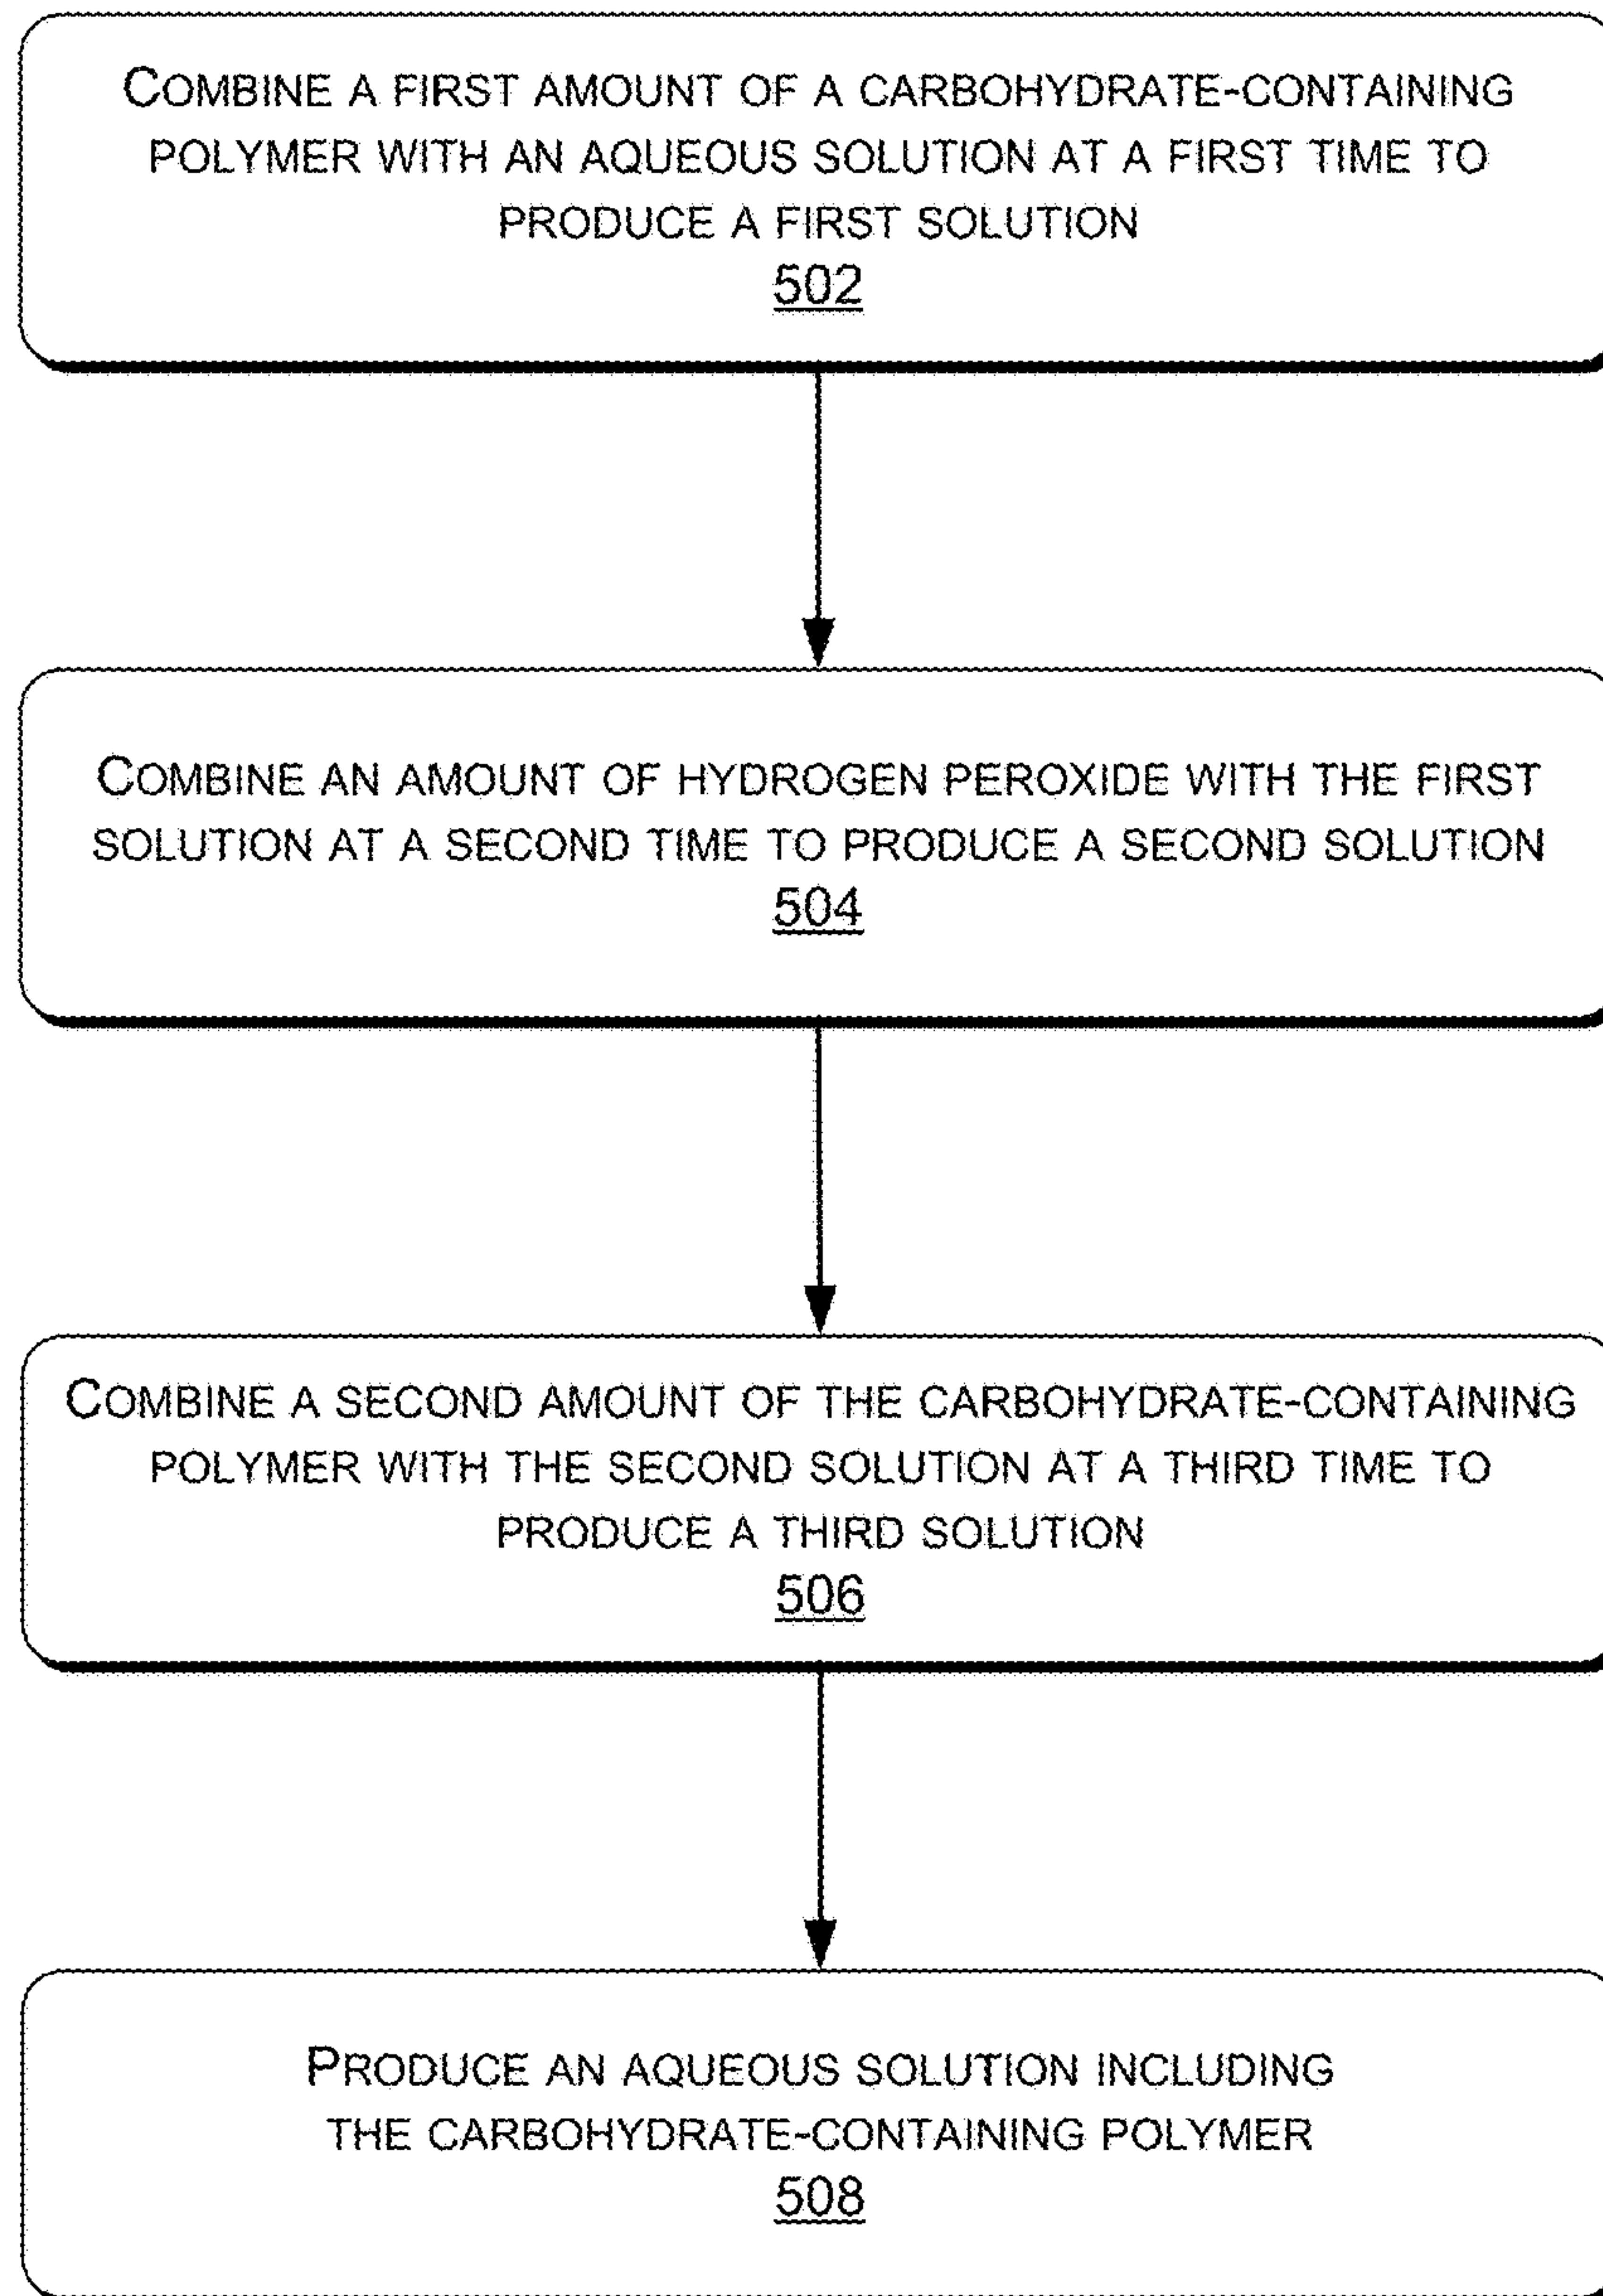 COMBINE A FIRST AMOUNT OF A CARBOHYDRATE-CONTAINING
POLYMER WITH AN AQUEOUS SOLUTION AT A FIRST TIME TO
PRODUCE A FIRST SOLUTION
502
COMBINE AN AMOUNT OF HYDROGEN PEROXIDE WITH THE FIRST
SOLUTION AT A SECOND TIME TO PRODUCE A SECOND SOLUTION
504
COMBINE A SECOND AMOUNT OF THE CARBOHYDRATE-CONTAINING
POLYMER WITH THE SECOND SOLUTION AT A THIRD TIME TO
PRODUCE A THIRD SOLUTION
506
PRODUCE AN AQUEOUS SOLUTION INCLUDING
THE CARBOHYDRATE-CONTAINING POLYMER
508